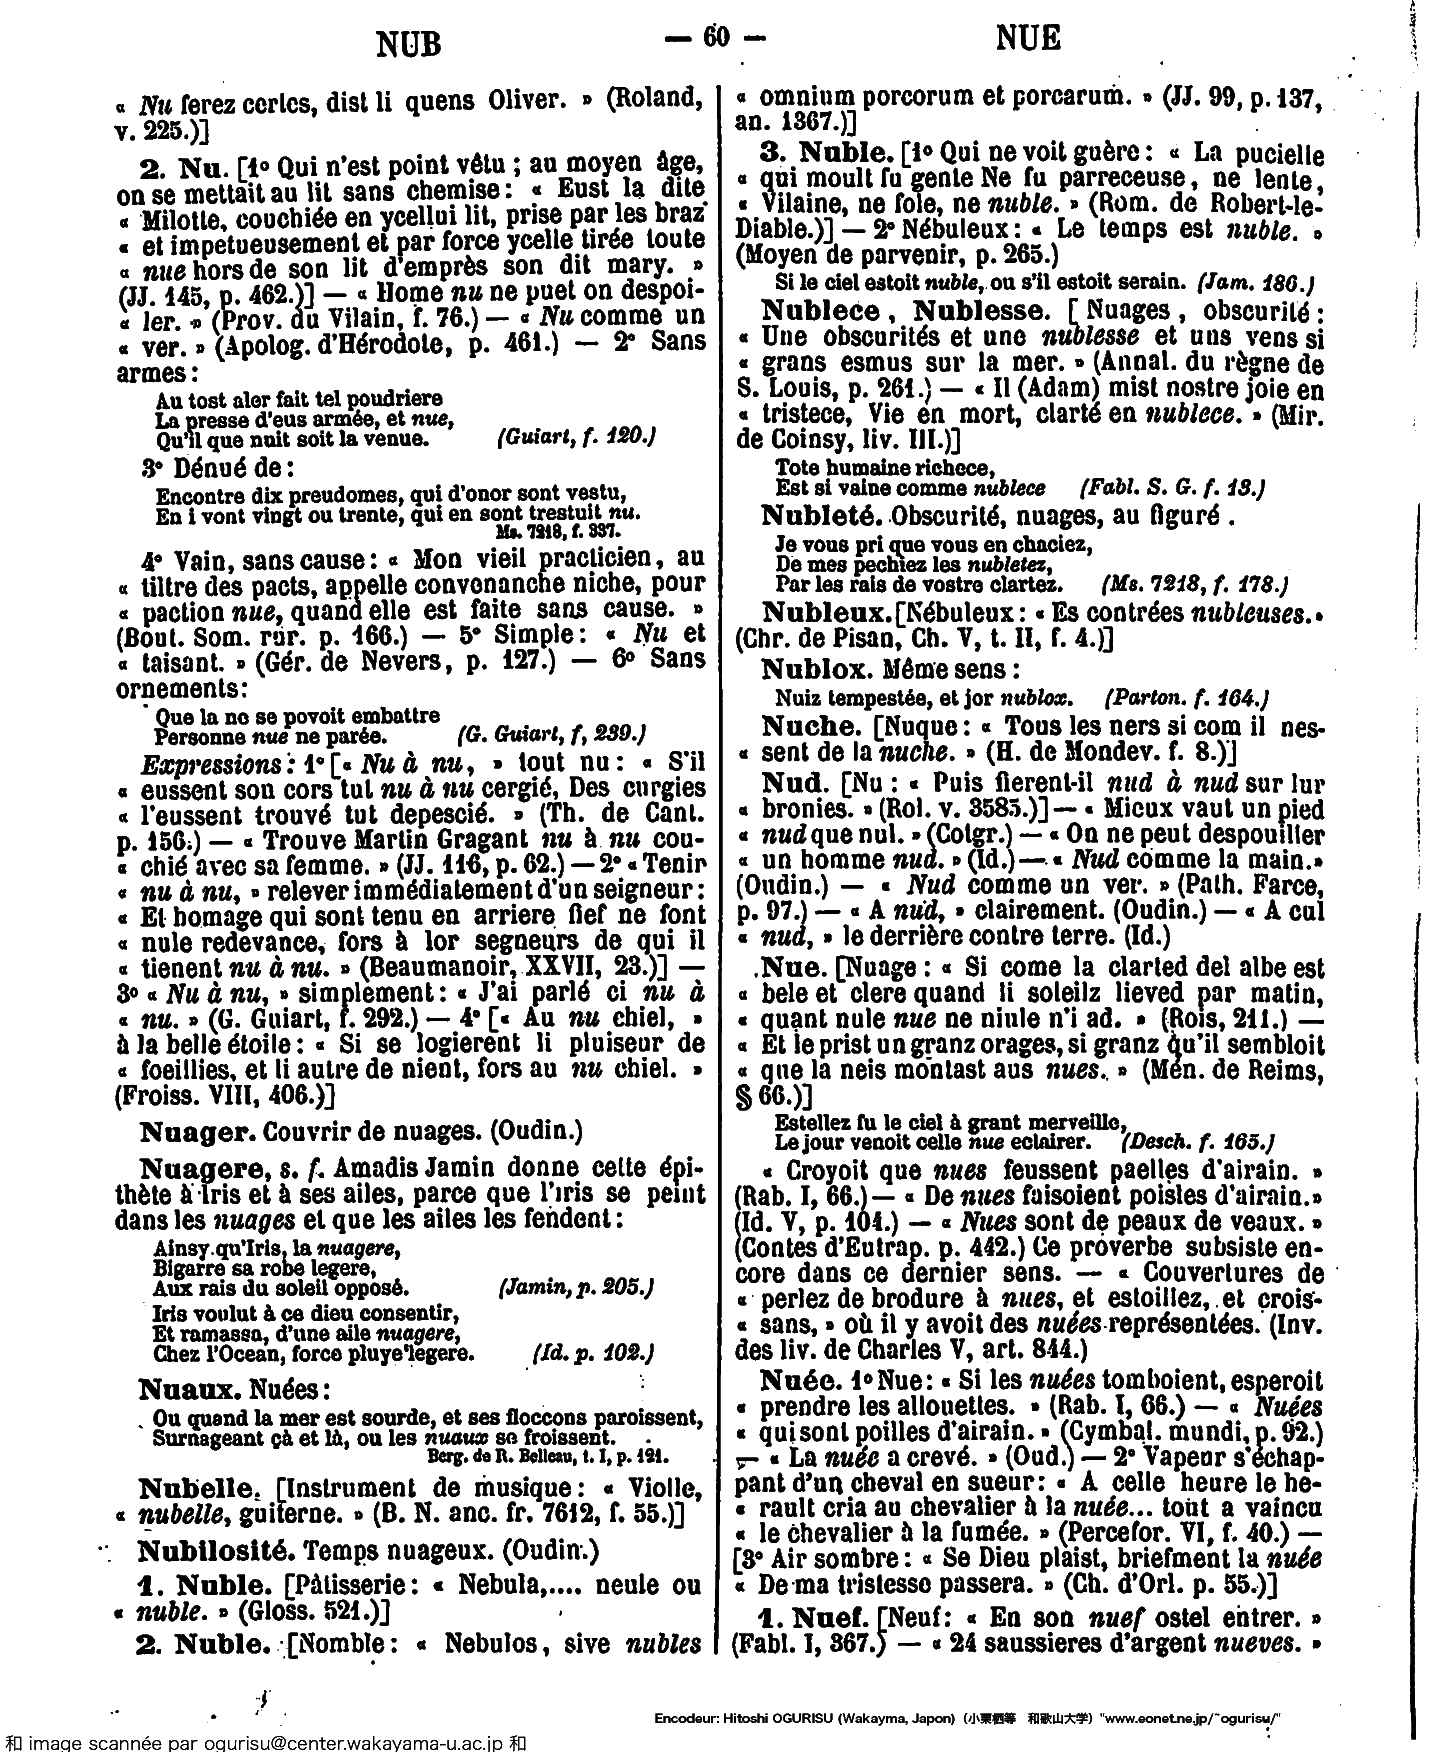 NUB
— 60 —
NUE
« Nu ferez certes, dist li quens Oliver. » (Roland,
v. 225.)]
2. Nu. [1º Qui n'est point vêtu ; au moyen âge,
on se mettait au lit sans chemise : « Eust la dite
« Milotte, couchiée en ycellui lit, prise par les braz
« et impetueusement et par force ycelle tirée toute
« nue hors de son lit d'emprès son dit mary. »
(JJ. 145, p. 462.)] — « Home nu ne puet on despoi-
« ler. » (Prov. du Vilain, f. 76.) — « Nu comme un
« ver. » (Apolog. d'Hérodote, p. 461.) — 2º Sans
armes :
Au tost aler fait tel poudriere
La presse d'eus armée, et nue,
Qu'il que nuit soit la venue. (Guiart, f. 120.)
3º Dénué de :
Encontre dix preudomes, qui d'onor sont vestu,
En i vont vingt ou trente, qui en sont trestuit nu.
Ms. 7218, f. 337.
4º Vain, sans cause : « Mon vieil practicien, au
« tiltre des pacts, appelle convenanche niche, pour
« paction nue, quand elle est faite sans cause. »
(Bout. Som. rur. p. 166.) — 5º Simple : « Nu et
« taisant. » (Gér. de Nevers, p. 127.) — 6º Sans
ornements :
Que la ne se povoit embattre
Personne nue ne parée. (G. Guiart, f, 239.)
Expressions : 1º [« Nu à nu, » tout nu : « S'il
« eussent son cors tut nu à nu cergié, Des curgies
« l'eussent trouvé tut depescié. » (Th. de Cant.
p. 156.) — « Trouve Martin Gragant nu à nu cou-
« chié avec sa femme. » (JJ. 116, p. 62.) — 2º « Tenir
« nu à nu, » relever immédiatement d'un seigneur :
« Et homage qui sont tenu en arriere fief ne font
« nule redevance, fors à lor segneurs de qui il
« tienent nu à nu. » (Beaumanoir, XXVII, 23.)] —
3º « Nu à nu, » simplement : « J'ai parlé ci nu à
« nu. » (G. Guiart, f. 292.) — 4º [« Au nu chiel, »
à la belle étoile : « Si se logierent li pluiseur de
« foeillies, et li autre de nient, fors au nu chiel. »
(Froiss. VIII, 406.)]
Nuager. Couvrir de nuages. (Oudin.)
Nuagere, s. f. Amadis Jamin donne cette épi-
thète à Iris et à ses ailes, parce que l'iris se peint
dans les nuages et que les ailes les fendent :
Ainsy qu'Iris, la nuagere,
Bigarre sa robe legere,
Aux rais du soleil opposé. (Jamin, p. 205.)
Iris voulut à ce dieu consentir,
Et ramassa, d'une aile nuagere,
Chez l'Ocean, force pluye legere. (Id. p. 102.)
Nuaux. Nuées :
Ou quand la mer est sourde, et ses floccons paroissent,
Surnageant çà et là, ou les nuaux se froissent.
Berg. de R. Belleau, t. I, p. 121.
Nubelle. [Instrument de musique : « Violle,
« nubelle, guiterne. » (B. N. anc. fr. 7612, f. 55.)]
Nubilosité. Temps nuageux. (Oudin.)
1. Nuble. [Pâtisserie : « Nebula,.... neule ou
« nuble. » (Gloss. 521.)]
2. Nuble. [Nomble : « Nebulos, sive nubles
« omnium porcorum et porcarum. » (JJ. 99, p. 137,
an. 1367.)]
3. Nuble. [1º Qui ne voit guère : « La pucielle
« qui moult fu gente Ne fu parreceuse, ne lente,
« Vilaine, ne fole, ne nuble. » (Rom. de Robert-le-
Diable.)] — 2º Nébuleux : « Le temps est nuble. »
(Moyen de parvenir, p. 265.)
Si le ciel estoit nuble, ou s'il estoit serain. (Jam. 186.)
Nublece, Nublesse. [Nuages, obscurité :
« Une obscurités et une nublesse et uns vens si
« grans esmus sur la mer. » (Annal. du règne de
S. Louis, p. 261.) — « Il (Adam) mist nostre joie en
« tristece, Vie en mort, clarté en nublece. » (Mir.
de Coinsy, liv. III.)]
Tote humaine richece,
Est si vaine comme nublece (Fabl. S. G. f. 13.)
Nubleté. Obscurité, nuages, au figuré.
Je vous pri que vous en chaciez,
De mes pechiez les nubletez,
Par les rais de vostre clartez. (Ms. 7218, f. 178.)
Nubleux. [Nébuleux : « Es contrées nubleuses. »
(Chr. de Pisan, Ch. V, t. II, f. 4.)]
Nublox. Même sens :
Nuiz tempestée, et jor nublox. (Parton. f. 164.)
Nuche. [Nuque : « Tous les ners si com il nes-
« sent de la nuche. » (H. de Mondev. f. 8.)]
Nud. [Nu : « Puis fierent-il nud à nud sur lur
« bronies. » (Rol. v. 3585.)] — « Mieux vaut un pied
« nud que nul. » (Cotgr.) — « On ne peut despouiller
« un homme nud. » (Id.) — « Nud comme la main. »
(Oudin.) — « Nud comme un ver. » (Path. Farce,
p. 97.) — « A nud, » clairement. (Oudin.) — « A cul
« nud, » le derrière contre terre. (Id.)
Nue. [Nuage : « Si come la clarted del albe est
« bele et clere quand li soleilz lieved par matin,
« quant nule nue ne niule n'i ad. » (Rois, 211.) —
« Et le prist un granz orages, si granz qu'il sembloit
« que la neis montast aus nues. » (Mén. de Reims,
§ 66.)]
Estellez fu le ciel à grant merveille,
Le jour venoit celle nue eclairer. (Desch. f. 165.)
« Croyoit que nues feussent paelles d'airain. »
(Rab. I, 66.) — « De nues faisoient poisles d'airain. »
(Id. V, p. 104.) — « Nues sont de peaux de veaux. »
(Contes d'Eutrap. p. 442.) Ce proverbe subsiste en-
core dans ce dernier sens. — « Couvertures de
« perlez de brodure à nues, et estoillez, et crois-
« sans, » où il y avoit des nuées représentées. (Inv.
des liv. de Charles V, art. 844.)
Nuée. 1º Nue : « Si les nuées tomboient, esperoit
« prendre les allouettes. » (Rab. I, 66.) — « Nuées
« qui sont poilles d'airain. » (Cymbal. mundi, p. 92.)
— « La nuée a crevé. » (Oud.) — 2º Vapeur s'échap-
pant d'un cheval en sueur : « A celle heure le he-
« rault cria au chevalier à la nuée... tout a vaincu
« le chevalier à la fumée. » (Percefor. VI, f. 40.) —
[3º Air sombre : « Se Dieu plaist, briefment la nuée
« De ma tristesse passera. » (Ch. d'Orl. p. 55.)]
1. Nuef. [Neuf : « En son nuef ostel entrer. »
(Fabl. I, 367.) — « 24 saussieres d'argent nueves. »
Encodeur: Hitoshi OGURISU (Wakayma, Japon) (小栗栖等 和歌山大学) "www.eonet.ne.jp/~ogurisu/"
和 image scannée par ogurisu@center.wakayama-u.ac.jp 和